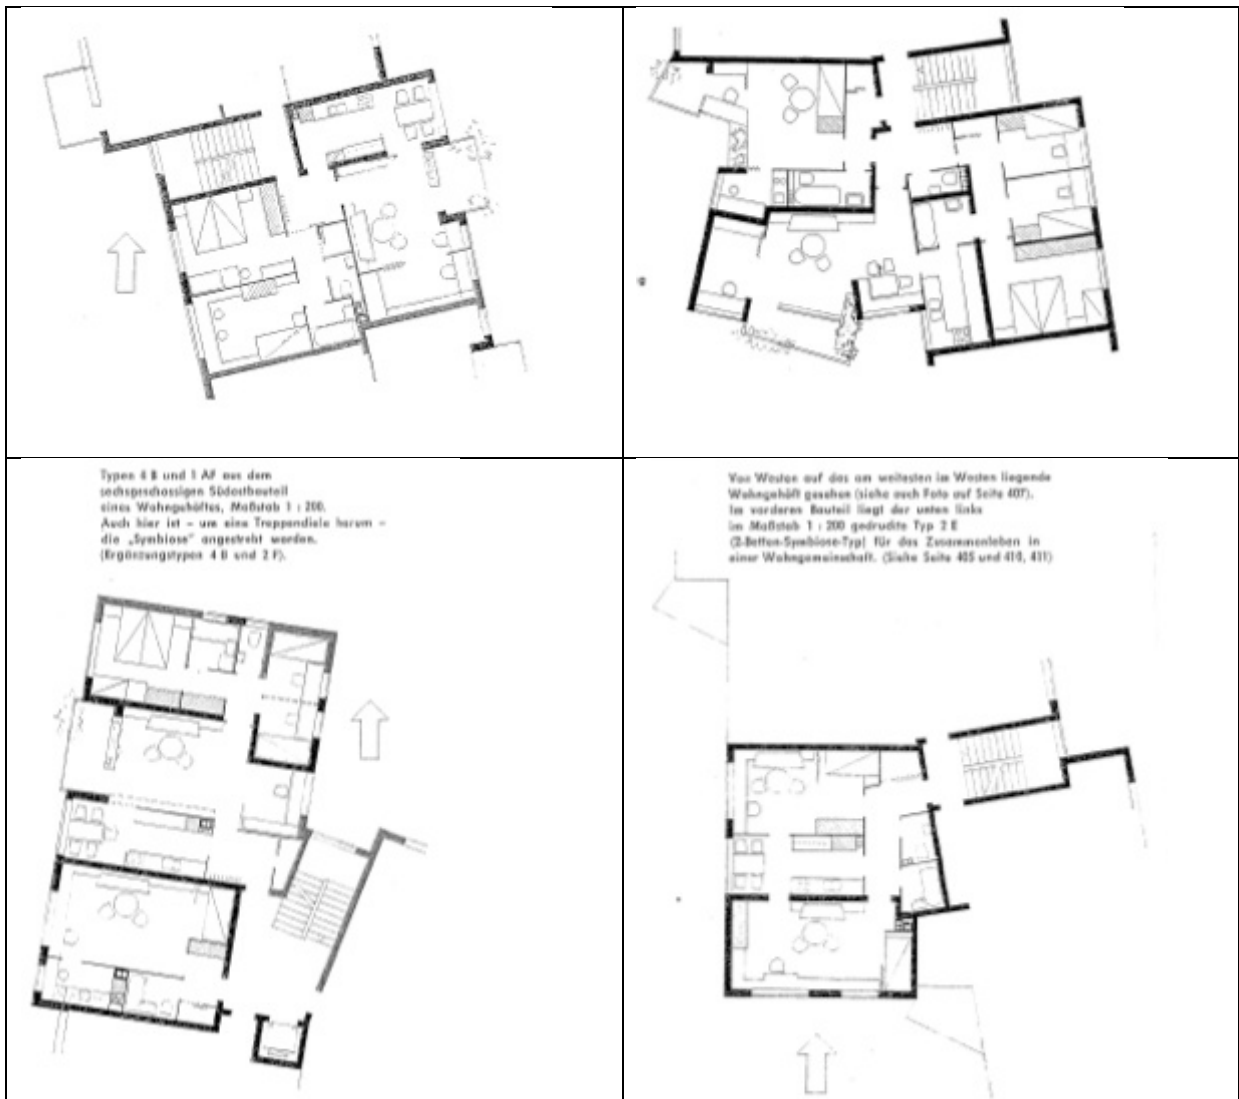 Typen 4 B und 1 AF aus dem
sechsgeschossigen Südostbauteil
eines Wohngehöftes, Maßstab 1 : 200.
Auch hier ist – um eine Treppendiele herum –
die „Symbiose" angestrebt worden.
(Ergänzungstypen 4 B und 2 F).
Von Westen auf das am weitesten im Westen liegende
Wohngehöft gesehen (siehe auch Foto auf Seite 407).
Im vorderen Bauteil liegt der unten links
im Maßstab 1 : 200 gedruckte Typ 2 E
(2-Betten-Symbiose-Typ) für das Zusammenleben in
einer Wohngemeinschaft. (Siehe Seite 405 und 410, 411)